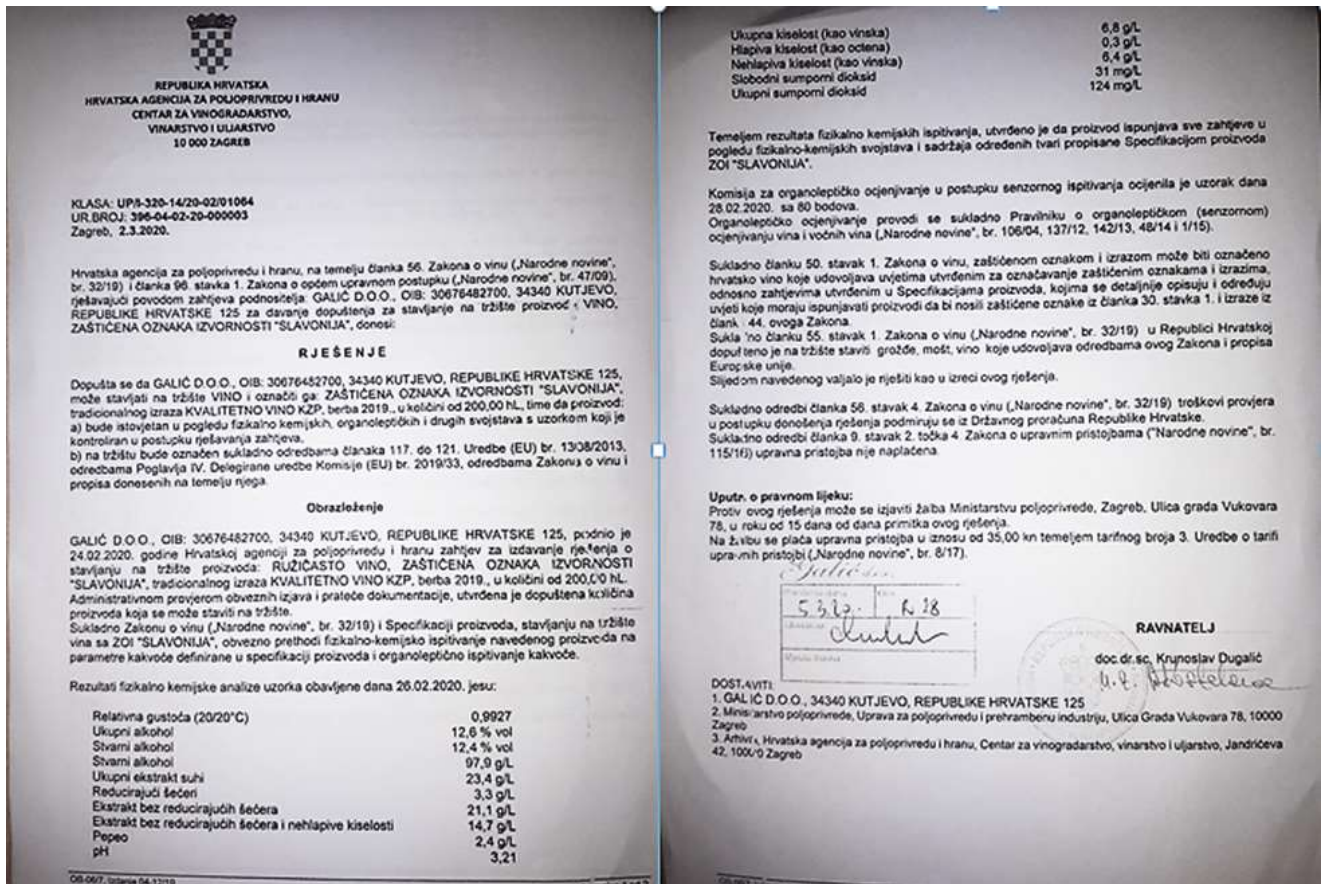 REPUBLIKA HRVATSKA
HRVATSKA AGENCIJA ZA POLJOPRIVREDU I HRANU
CENTAR ZA VINOGRADARSTVO,
VINARSTVO I ULJARSTVO
10 000 ZAGREB
KLASA: UP/I-320-14/20-02/01064
UR.BROJ: 396-04-02-20-000003
Zagreb, 2.3.2020.
Hrvatska agencija za poljoprivredu i hranu, na temelju članka 56. Zakona o vinu („Narodne novine",
br. 32/19) i članka 96. stavka 1. Zakona o općem upravnom postupku („Narodne novine", br. 47/09),
rješavajući povodom zahtjeva podnositelja: GALIĆ D.O.O., OIB: 30676482700, 34340 KUTJEVO,
REPUBLIKE HRVATSKE 125 za davanje dopuštenja za stavljanje na tržište proizvoda VINO,
ZAŠTIĆENA OZNAKA IZVORNOSTI "SLAVONIJA", donosi:
RJEŠENJE
Dopušta se da GALIĆ D.O.O., OIB: 30676482700, 34340 KUTJEVO, REPUBLIKE HRVATSKE 125,
može stavljati na tržište VINO i označiti ga: ZAŠTIĆENA OZNAKA IZVORNOSTI "SLAVONIJA",
tradicionalnog izraza KVALITETNO VINO KZP, berba 2019., u količini od 200,00 hL, time da proizvod:
a) bude istovjetan u pogledu fizikalno kemijskih, organoleptičkih i drugih svojstava s uzorkom koji je
kontroliran u postupku rješavanja zahtjeva.
b) na tržištu bude označen sukladno odredbama članaka 117. do 121. Uredbe (EU) br. 1308/2013,
odredbama Poglavlja IV. Delegirane uredbe Komisije (EU) br. 2019/33, odredbama Zakona o vinu i
propisa donesenih na temelju njega.
Obrazloženje
GALIĆ D.O.O., OIB: 30676482700, 34340 KUTJEVO, REPUBLIKE HRVATSKE 125, podnio je
24.02.2020. godine Hrvatskoj agenciji za poljoprivredu i hranu zahtjev za izdavanje rješenja o
stavljanju na tržište proizvoda: RUŽIČASTO VINO, ZAŠTIĆENA OZNAKA IZVORNOSTI
"SLAVONIJA", tradicionalnog izraza KVALITETNO VINO KZP, berba 2019., u količini od 200,00 hL.
Administrativnom provjerom obveznih izjava i prateće dokumentacije, utvrđena je dopuštena količina
proizvoda koja se može staviti na tržište.
Sukladno Zakonu o vinu („Narodne novine", br. 32/19) i Specifikaciji proizvoda, stavljanju na tržište
vina sa ZOI "SLAVONIJA", obvezno prethodi fizikalno-kemijsko ispitivanje navedenog proizvoda na
parametre kakvoće definirane u specifikaciji proizvoda i organoleptično ispitivanje kakvoće.
Rezultati fizikalno kemijske analize uzorka obavljene dana 26.02.2020. jesu:
Relativna gustoća (20/20°C) 0,9927
Ukupni alkohol 12,6 % vol
Stvarni alkohol 12,4 % vol
Stvarni alkohol 97,9 g/L
Ukupni ekstrakt suhi 23,4 g/L
Reducirajući šećeri 3,3 g/L
Ekstrakt bez reducirajućih šećera 21,1 g/L
Ekstrakt bez reducirajućih šećera i nehlapive kiselosti 14,7 g/L
Pepeo 2,4 g/L
pH 3,21
Ukupna kiselost (kao vinska) 6,8 g/L
Hlapiva kiselost (kao octena) 0,3 g/L
Nehlapiva kiselost (kao vinska) 6,4 g/L
Slobodni sumporni dioksid 31 mg/L
Ukupni sumporni dioksid 124 mg/L
Temeljem rezultata fizikalno kemijskih ispitivanja, utvrđeno je da proizvod ispunjava sve zahtjeve u
pogledu fizikalno-kemijskih svojstava i sadržaja određenih tvari propisane Specifikacijom proizvoda
ZOI "SLAVONIJA".
Komisija za organoleptičko ocjenjivanje u postupku senzornog ispitivanja ocijenila je uzorak dana
28.02.2020. sa 80 bodova.
Organoleptičko ocjenjivanje provodi se sukladno Pravilniku o organoleptičkom (senzornom)
ocjenjivanju vina i voćnih vina („Narodne novine", br. 106/04, 137/12, 142/13, 48/14 i 1/15).
Sukladno članku 50. stavak 1. Zakona o vinu, zaštićenom oznakom i izrazom može biti označeno
hrvatsko vino koje udovoljava uvjetima utvrđenim za označavanje zaštićenim oznakama i izrazima,
odnosno zahtjevima utvrđenim u Specifikacijama proizvoda, kojima se detaljnije opisuju i određuju
uvjeti koje moraju ispunjavati proizvodi da bi nosili zaštićene oznake iz članka 30. stavka 1. i izraze iz
člank 44. ovoga Zakona.
Sukla no članku 55. stavak 1. Zakona o vinu („Narodne novine", br. 32/19) u Republici Hrvatskoj
dopušteno je na tržište staviti grožđe, mošt, vino koje udovoljava odredbama ovog Zakona i propisa
Europske unije.
Slijedom navedenog valjalo je riješiti kao u izreci ovog rješenja.
Sukladno odredbi članka 56. stavak 4. Zakona o vinu („Narodne novine", br. 32/19) troškovi provjera
u postupku donošenja rješenja podmiruju se iz Državnog proračuna Republike Hrvatske.
Sukladno odredbi članka 9. stavak 2. točka 4. Zakona o upravnim pristojbama ("Narodne novine", br.
115/16) upravna pristojba nije naplaćena.
Uputa o pravnom lijeku:
Protiv ovog rješenja može se izjaviti žalba Ministarstvu poljoprivrede, Zagreb, Ulica grada Vukovara
78, u roku od 15 dana od dana primitka ovog rješenja.
Na žalbu se plaća upravna pristojba u iznosu od 35,00 kn temeljem tarifnog broja 3. Uredbe o tarifi
upravnih pristojbi („Narodne novine", br. 8/17).
Galić
5.3.20. R 28
RAVNATELJ
doc.dr.sc. Krunoslav Dugalić
DOSTAVITI
1. GALIĆ D.O.O., 34340 KUTJEVO, REPUBLIKE HRVATSKE 125
2. Ministarstvo poljoprivrede, Uprava za poljoprivredu i prehrambenu industriju, Ulica Grada Vukovara 78, 10000
Zagreb
3. Arhiva, Hrvatska agencija za poljoprivredu i hranu, Centar za vinogradarstvo, vinarstvo i uljarstvo, Jandrićeva
42, 10000 Zagreb